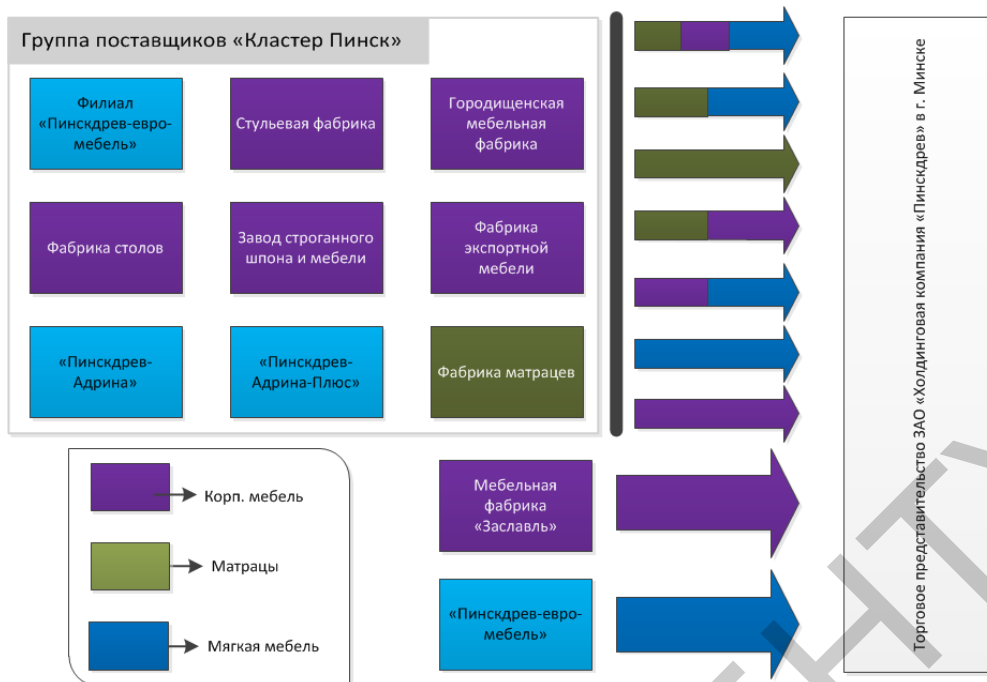 Группа поставщиков «Кластер Пинск»
Филиал
«Пинскдрев-евро-
мебель»
Стульевая фабрика
Городищенская
мебельная
фабрика
Фабрика столов
Завод строганного
шпона и мебели
Фабрика
экспортной
мебели
«Пинскдрев-
Адрина»
«Пинскдрев-
Адрина-Плюс»
Фабрика матрацев
Корп. мебель
Матрацы
Мягкая мебель
Мебельная
фабрика
«Заславль»
«Пинскдрев-евро-
мебель»
Торговое представительство ЗАО «Холдинговая компания «Пинскдрев» в г. Минске